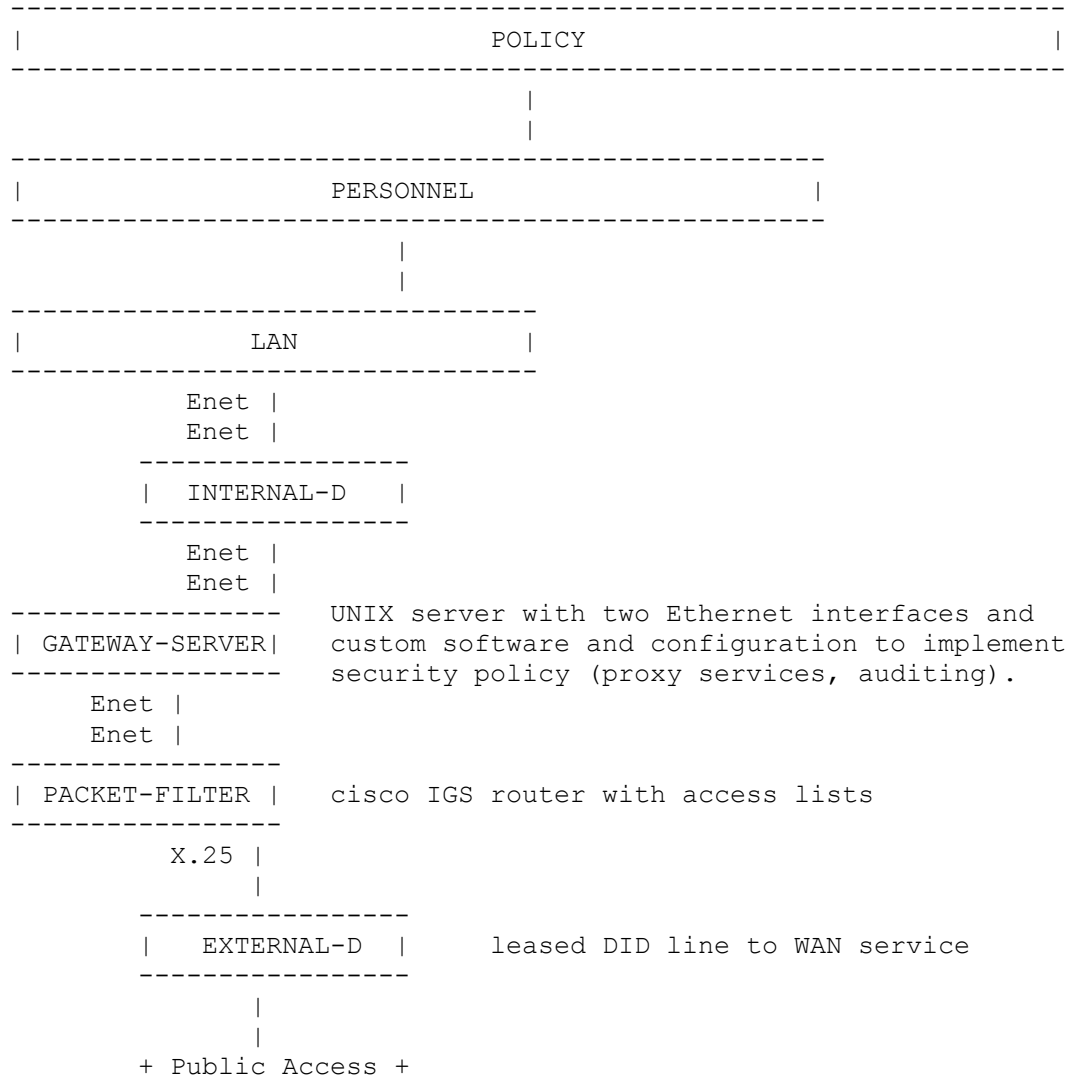 POLICY
PERSONNEL
LAN
Enet |
Enet |
| INTERNAL-D |
Enet |
Enet |
UNIX server with two Ethernet interfaces and
| GATEWAY-SERVER| custom software and configuration to implement
security policy (proxy services, auditing).
Enet |
Enet |
| PACKET-FILTER | cisco IGS router with access lists
X.25 |
| EXTERNAL-D | leased DID line to WAN service
+ Public Access +